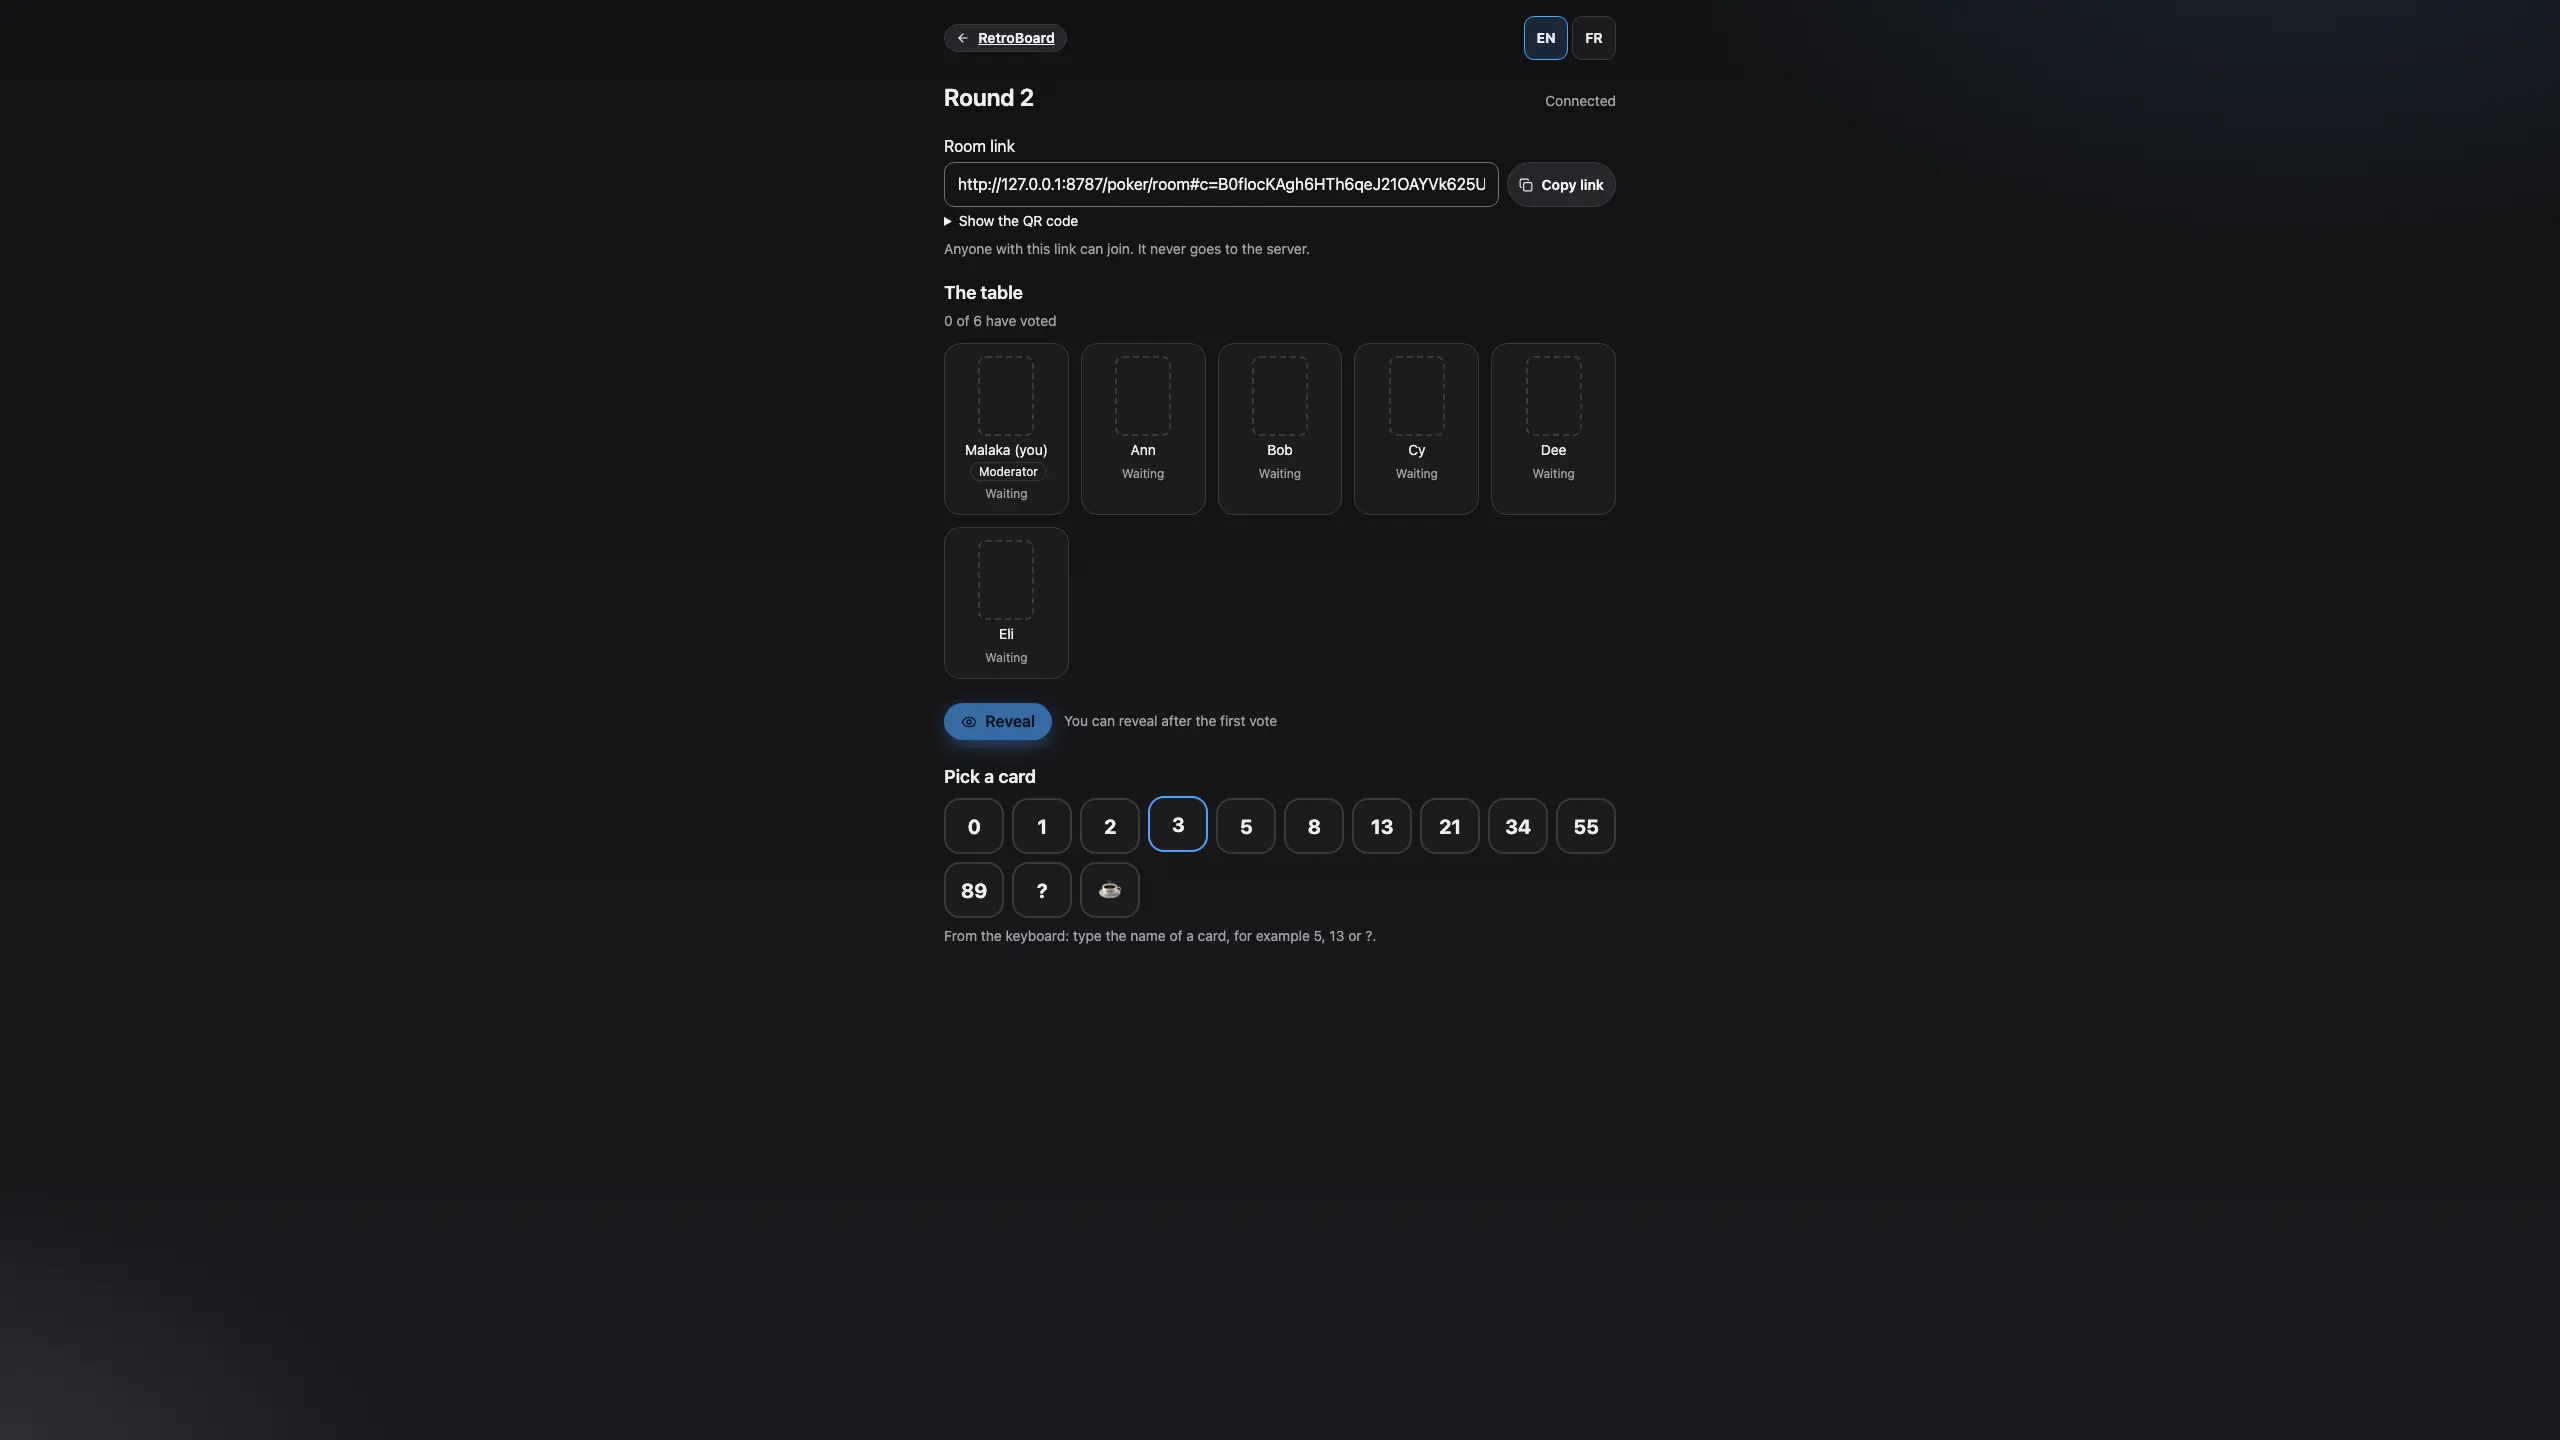 RetroBoard
EN FR
Round 2
Connected
Room link
http://127.0.0.1:8787/poker/room#c=B0fIocKAgh6HTh6qeJ21OAYVk625U
Copy link
Show the QR code
Anyone with this link can join. It never goes to the server.
The table
0 of 6 have voted
Malaka (you)
Moderator
Waiting
Ann
Waiting
Bob
Waiting
Cy
Waiting
Dee
Waiting
Eli
Waiting
Reveal
You can reveal after the first vote
Pick a card
0 1 2 3 5 8 13 21 34 55
89 ?
From the keyboard: type the name of a card, for example 5, 13 or ?.